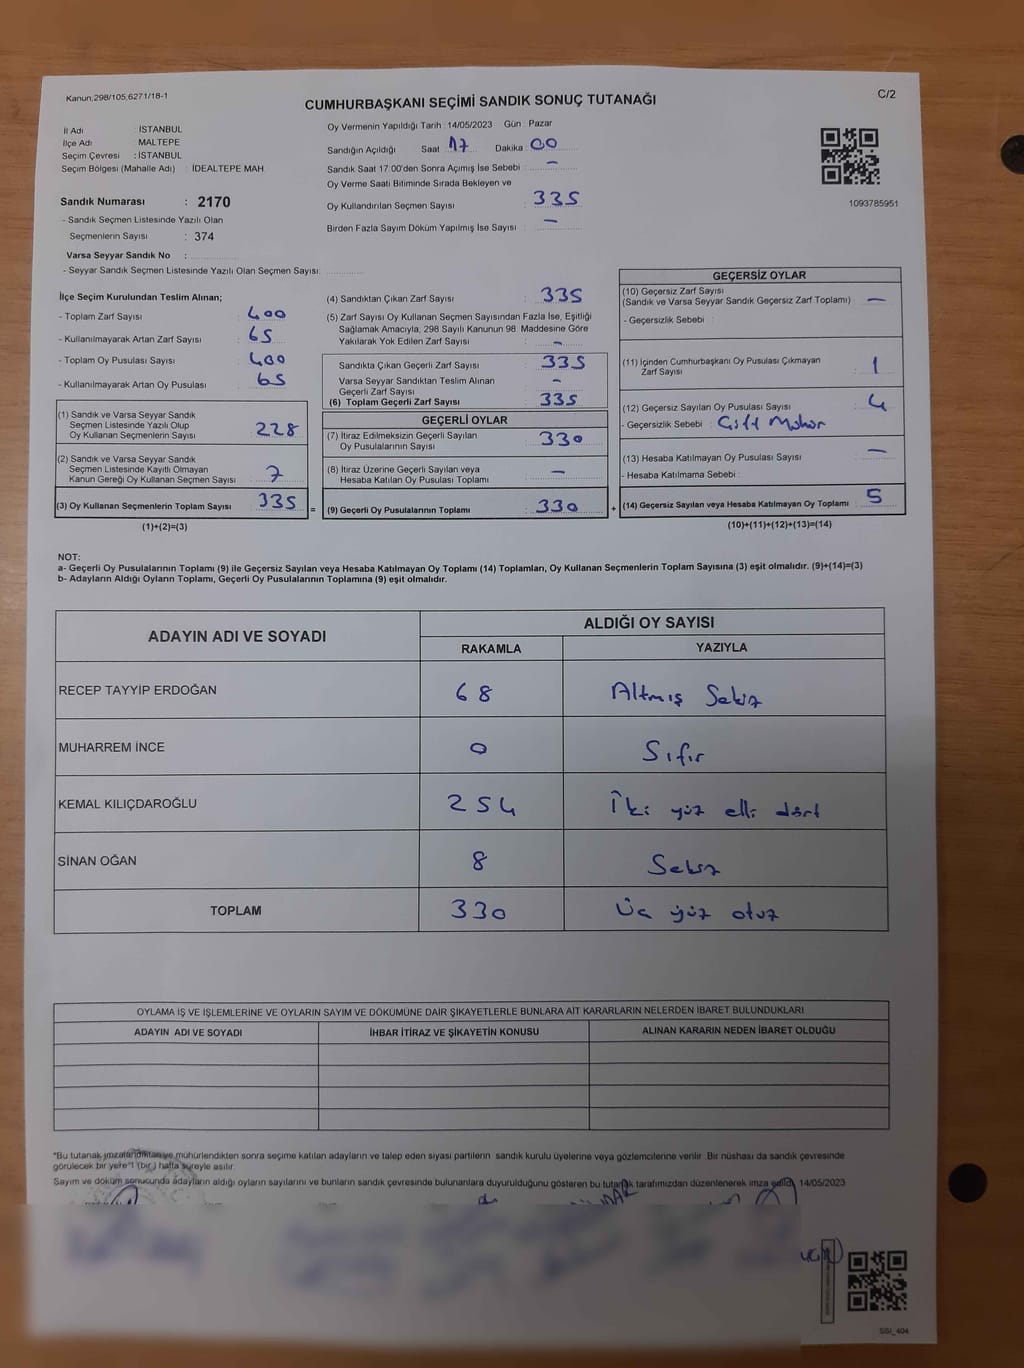 Kanun:298/105,6271/18-1
C/2
CUMHURBAŞKANI SEÇİMİ SANDIK SONUÇ TUTANAĞI
İl Adı : İSTANBUL
İlçe Adı : MALTEPE
Seçim Çevresi : İSTANBUL
Seçim Bölgesi (Mahalle Adı) : İDEALTEPE MAH
Sandık Numarası : 2170
- Sandık Seçmen Listesinde Yazılı Olan
Seçmenlerin Sayısı : 374
Varsa Seyyar Sandık No :
- Seyyar Sandık Seçmen Listesinde Yazılı Olan Seçmen Sayısı:
Oy Vermenin Yapıldığı Tarih : 14/05/2023 Gün : Pazar
Sandığın Açıldığı Saat 17 Dakika 00
Sandık Saat 17.00'den Sonra Açımış İse Sebebi : —
Oy Verme Saati Bitiminde Sırada Bekleyen ve
Oy Kullandırılan Seçmen Sayısı : 335
Birden Fazla Sayım Döküm Yapılmış İse Sayısı : —
1093785951
İlçe Seçim Kurulundan Teslim Alınan;
- Toplam Zarf Sayısı : 400
- Kullanılmayarak Artan Zarf Sayısı : 65
- Toplam Oy Pusulası Sayısı : 400
- Kullanılmayarak Artan Oy Pusulası : 65
(1) Sandık ve Varsa Seyyar Sandık
Seçmen Listesinde Yazılı Olup
Oy Kullanan Seçmenlerin Sayısı : 228
(2) Sandık ve Varsa Seyyar Sandık
Seçmen Listesinde Kayıtlı Olmayan
Kanun Gereği Oy Kullanan Seçmen Sayısı : 7
(3) Oy Kullanan Seçmenlerin Toplam Sayısı : 335
(1)+(2)=(3)
(4) Sandıktan Çıkan Zarf Sayısı : 335
(5) Zarf Sayısı Oy Kullanan Seçmen Sayısından Fazla İse, Eşitliği
Sağlamak Amacıyla, 298 Sayılı Kanunun 98. Maddesine Göre
Yakılarak Yok Edilen Zarf Sayısı : —
Sandıkta Çıkan Geçerli Zarf Sayısı : 335
Varsa Seyyar Sandıktan Teslim Alınan
Geçerli Zarf Sayısı : —
(6) Toplam Geçerli Zarf Sayısı : 335
GEÇERLİ OYLAR
(7) İtiraz Edilmeksizin Geçerli Sayılan
Oy Pusulalarının Sayısı : 330
(8) İtiraz Üzerine Geçerli Sayılan veya
Hesaba Katılan Oy Pusulası Toplamı : —
= (9) Geçerli Oy Pusulalarının Toplamı : 330 +
GEÇERSİZ OYLAR
(10) Geçersiz Zarf Sayısı
(Sandık ve Varsa Seyyar Sandık Geçersiz Zarf Toplamı) : —
- Geçersizlik Sebebi :
(11) İçinden Cumhurbaşkanı Oy Pusulası Çıkmayan
Zarf Sayısı : 1
(12) Geçersiz Sayılan Oy Pusulası Sayısı : 4
- Geçersizlik Sebebi : Çift Mühür
(13) Hesaba Katılmayan Oy Pusulası Sayısı : —
- Hesaba Katılmama Sebebi :
(14) Geçersiz Sayılan veya Hesaba Katılmayan Oy Toplamı : 5
(10)+(11)+(12)+(13)=(14)
NOT:
a- Geçerli Oy Pusulalarının Toplamı (9) ile Geçersiz Sayılan veya Hesaba Katılmayan Oy Toplamı (14) Toplamları, Oy Kullanan Seçmenlerin Toplam Sayısına (3) eşit olmalıdır. (9)+(14)=(3)
b- Adayların Aldığı Oyların Toplamı, Geçerli Oy Pusulalarının Toplamına (9) eşit olmalıdır.
ADAYIN ADI VE SOYADI
ALDIĞI OY SAYISI
RAKAMLA YAZIYLA
RECEP TAYYİP ERDOĞAN 68 Altmış Sekiz
MUHARREM İNCE 0 Sıfır
KEMAL KILIÇDAROĞLU 254 İki yüz elli dört
SİNAN OĞAN 8 Sekiz
TOPLAM 330 Üç yüz otuz
OYLAMA İŞ VE İŞLEMLERİNE VE OYLARIN SAYIM VE DÖKÜMÜNE DAİR ŞİKAYETLERLE BUNLARA AİT KARARLARIN NELERDEN İBARET BULUNDUKLARI
ADAYIN ADI VE SOYADI İHBAR İTİRAZ VE ŞİKAYETİN KONUSU ALINAN KARARIN NEDEN İBARET OLDUĞU
"Bu tutanak imzalandıktan ve mühürlendikten sonra seçime katılan adayların ve talep eden siyasi partilerin sandık kurulu üyelerine veya gözlemcilerine verilir. Bir nüshası da sandık çevresinde
görülecek bir yere"1 (bir) hafta süreyle asılır.
Sayım ve döküm sonucunda adayların aldığı oyların sayılarını ve bunların sandık çevresinde bulunanlara duyurulduğunu gösteren bu tutanak tarafımızdan düzenlenerek imza edildi. 14/05/2023
SSI_404